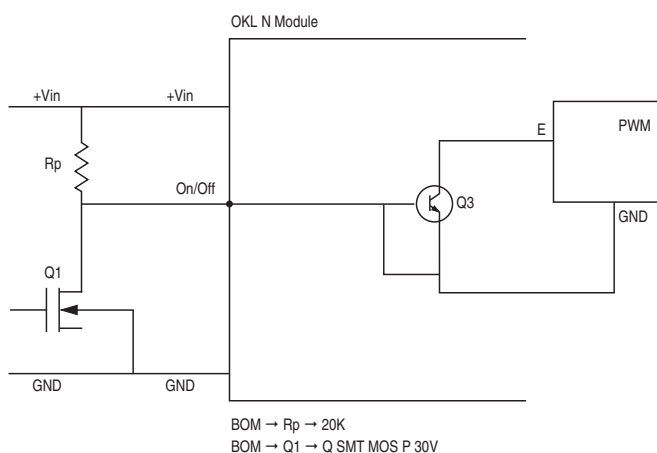 OKL N Module
+Vin +Vin
E PWM
Rp
On/Off
Q3
GND
Q1
GND GND
BOM → Rp → 20K
BOM → Q1 → Q SMT MOS P 30V